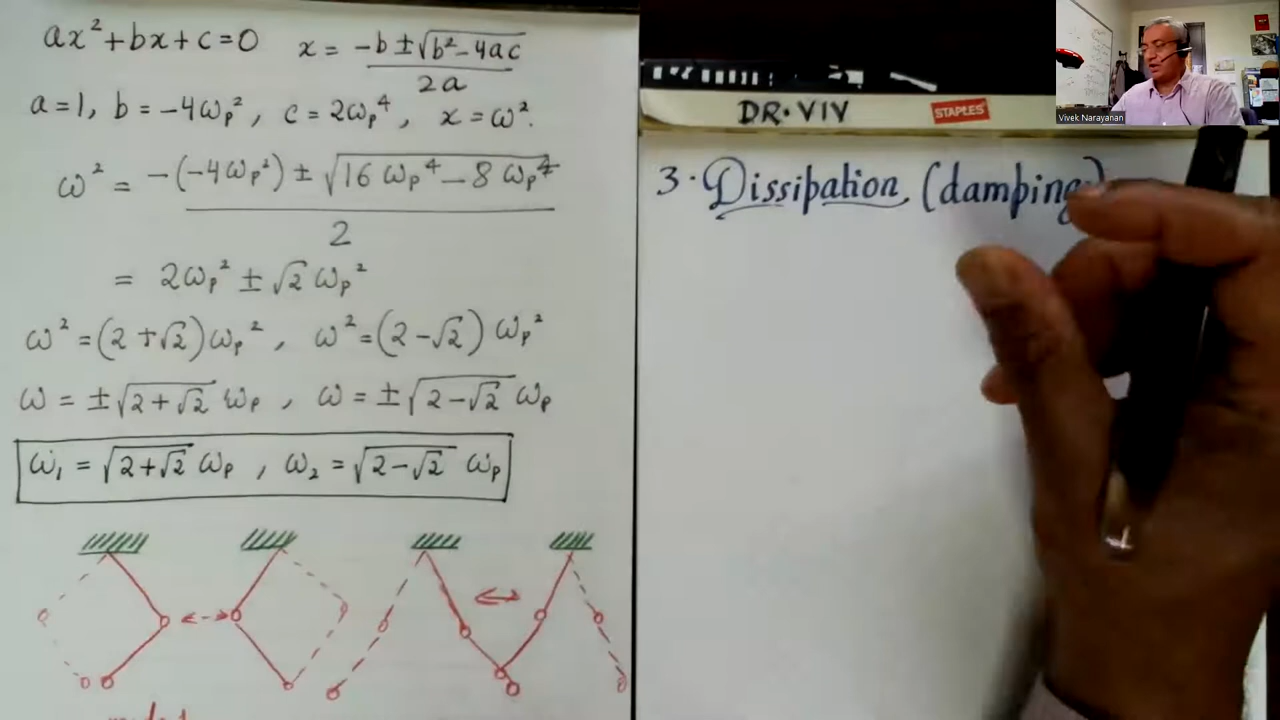 ax²+bx+c=0 x = -b±√b²-4ac / 2a
a=1, b=-4ωₚ², c=2ωₚ⁴, x=ω².
ω² = -(-4ωₚ²) ± √16ωₚ⁴-8ωₚ⁴ / 2
= 2ωₚ² ± √2 ωₚ²
ω²=(2+√2)ωₚ², ω²=(2-√2)ωₚ²
ω = ±√2+√2 ωₚ, ω = ±√2-√2 ωₚ
ω₁ = √2+√2 ωₚ, ω₂ = √2-√2 ωₚ
DR·VIV
STAPLES
Vivek Narayanan
3. Dissipation (damping)